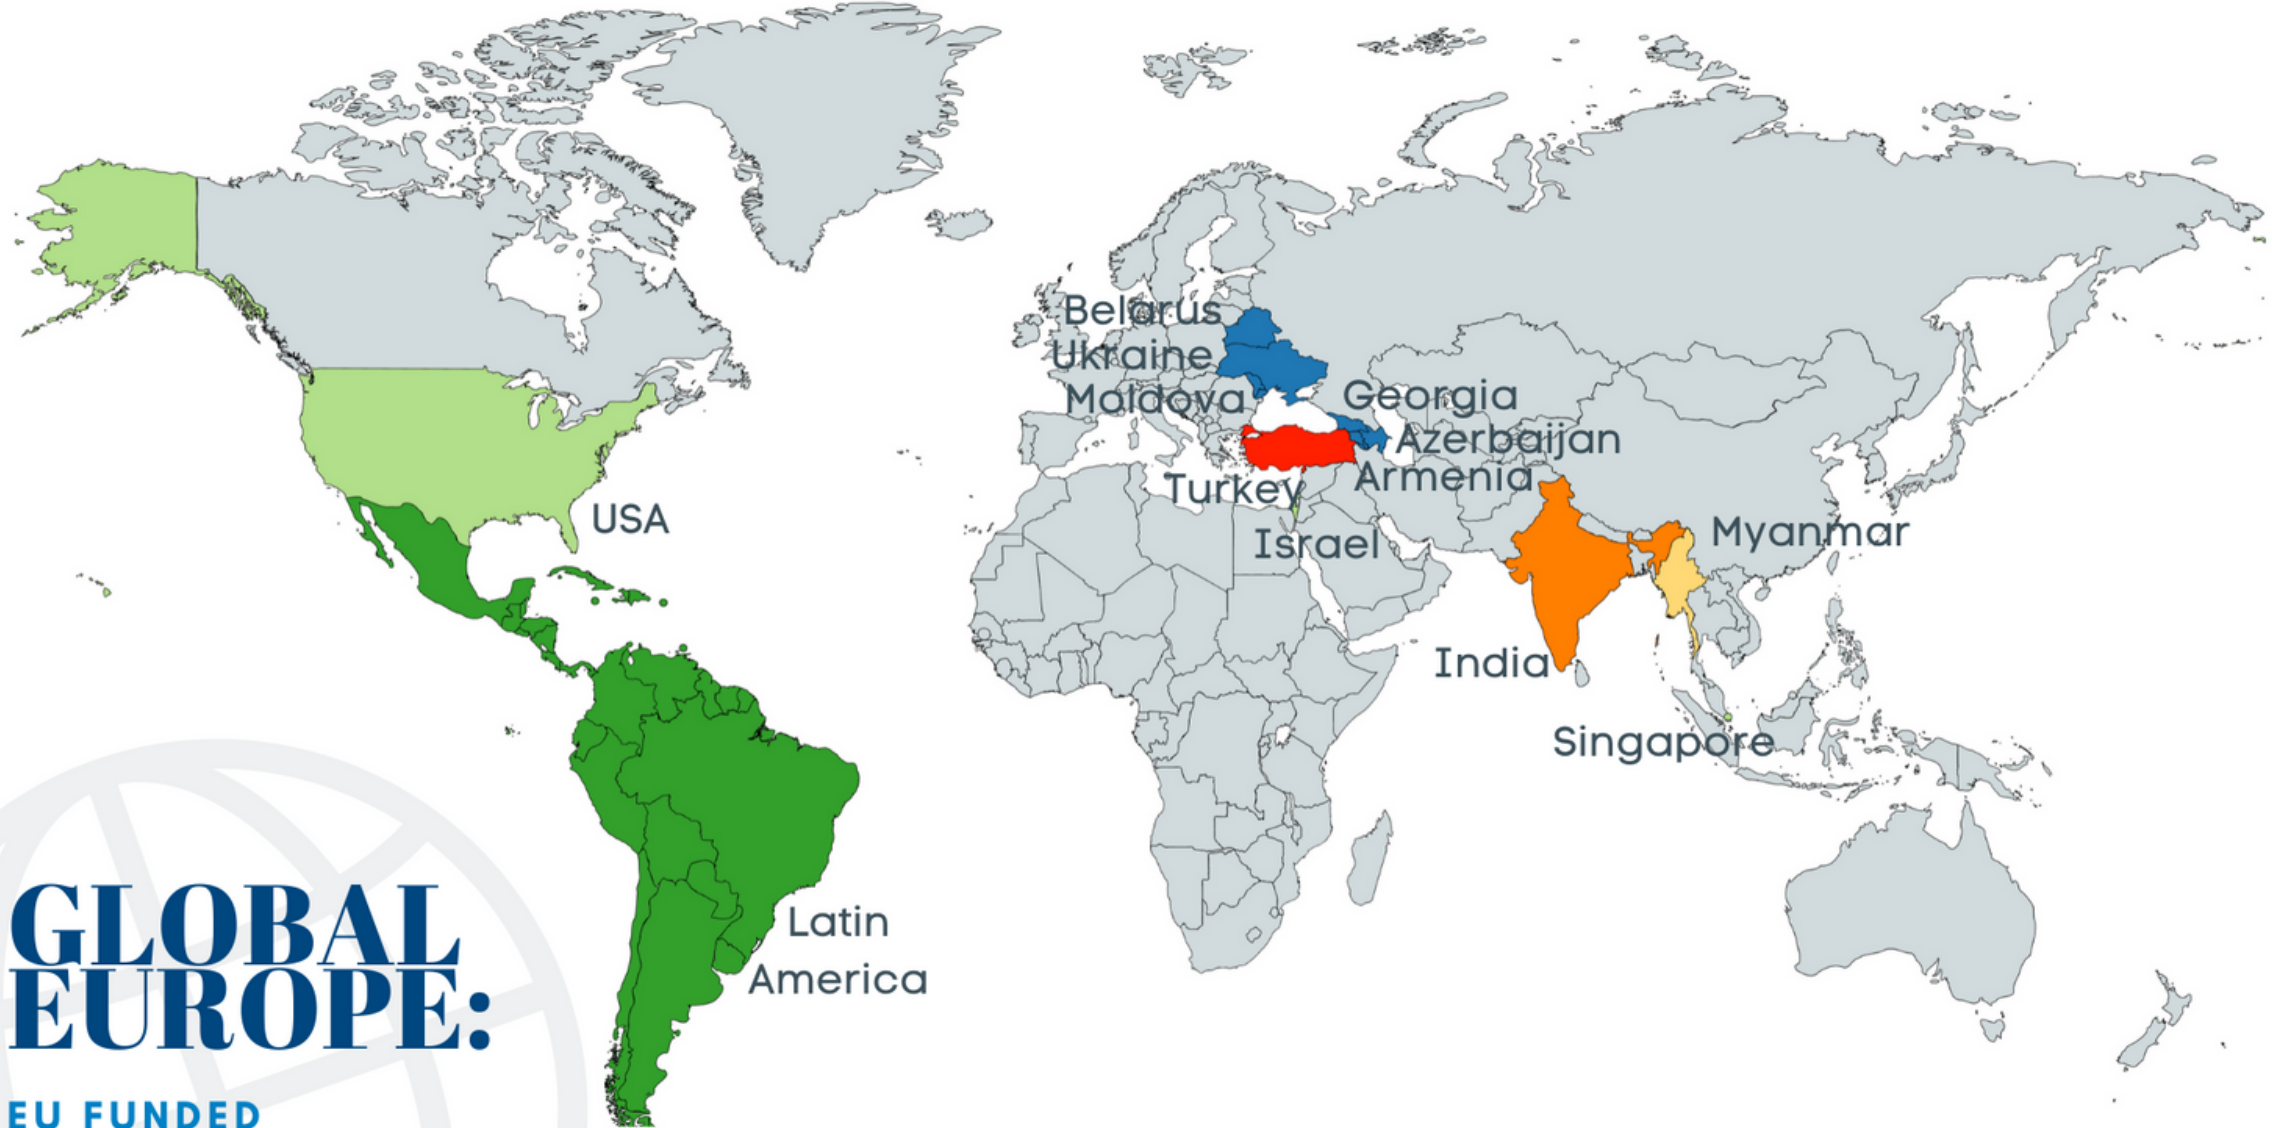 Belarus
Ukraine
Moldova
Georgia
Azerbaijan
Armenia
Turkey
Israel
USA
Myanmar
India
Singapore
Latin
America
GLOBAL
EUROPE:
EU FUNDED